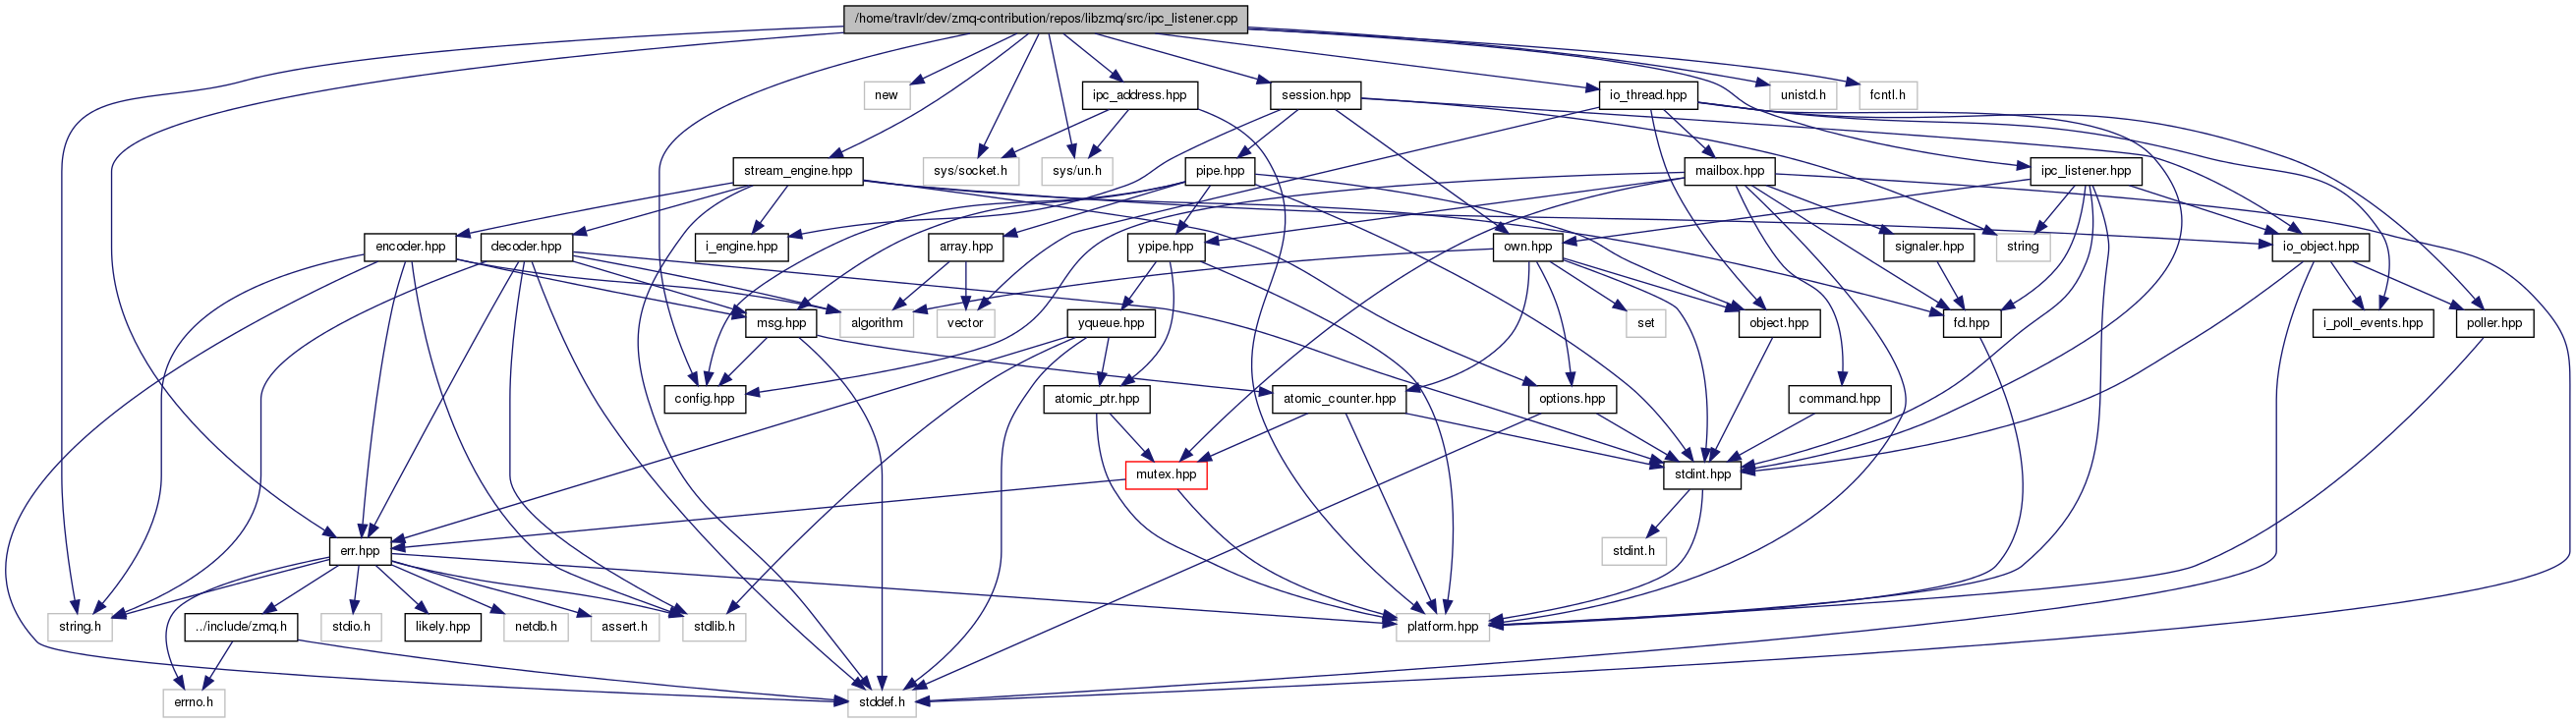 /home/travlr/dev/zmq-contribution/repos/libzmq/src/ipc_listener.cpp
new
ipc_address.hpp
session.hpp
io_thread.hpp
unistd.h
fcntl.h
stream_engine.hpp
sys/socket.h
sys/un.h
pipe.hpp
mailbox.hpp
ipc_listener.hpp
encoder.hpp
decoder.hpp
i_engine.hpp
array.hpp
ypipe.hpp
own.hpp
signaler.hpp
string
io_object.hpp
msg.hpp
algorithm
vector
yqueue.hpp
set
object.hpp
fd.hpp
i_poll_events.hpp
poller.hpp
config.hpp
atomic_ptr.hpp
atomic_counter.hpp
options.hpp
command.hpp
mutex.hpp
stdint.hpp
err.hpp
stdint.h
string.h
../include/zmq.h
stdio.h
likely.hpp
netdb.h
assert.h
stdlib.h
platform.hpp
errno.h
stddef.h